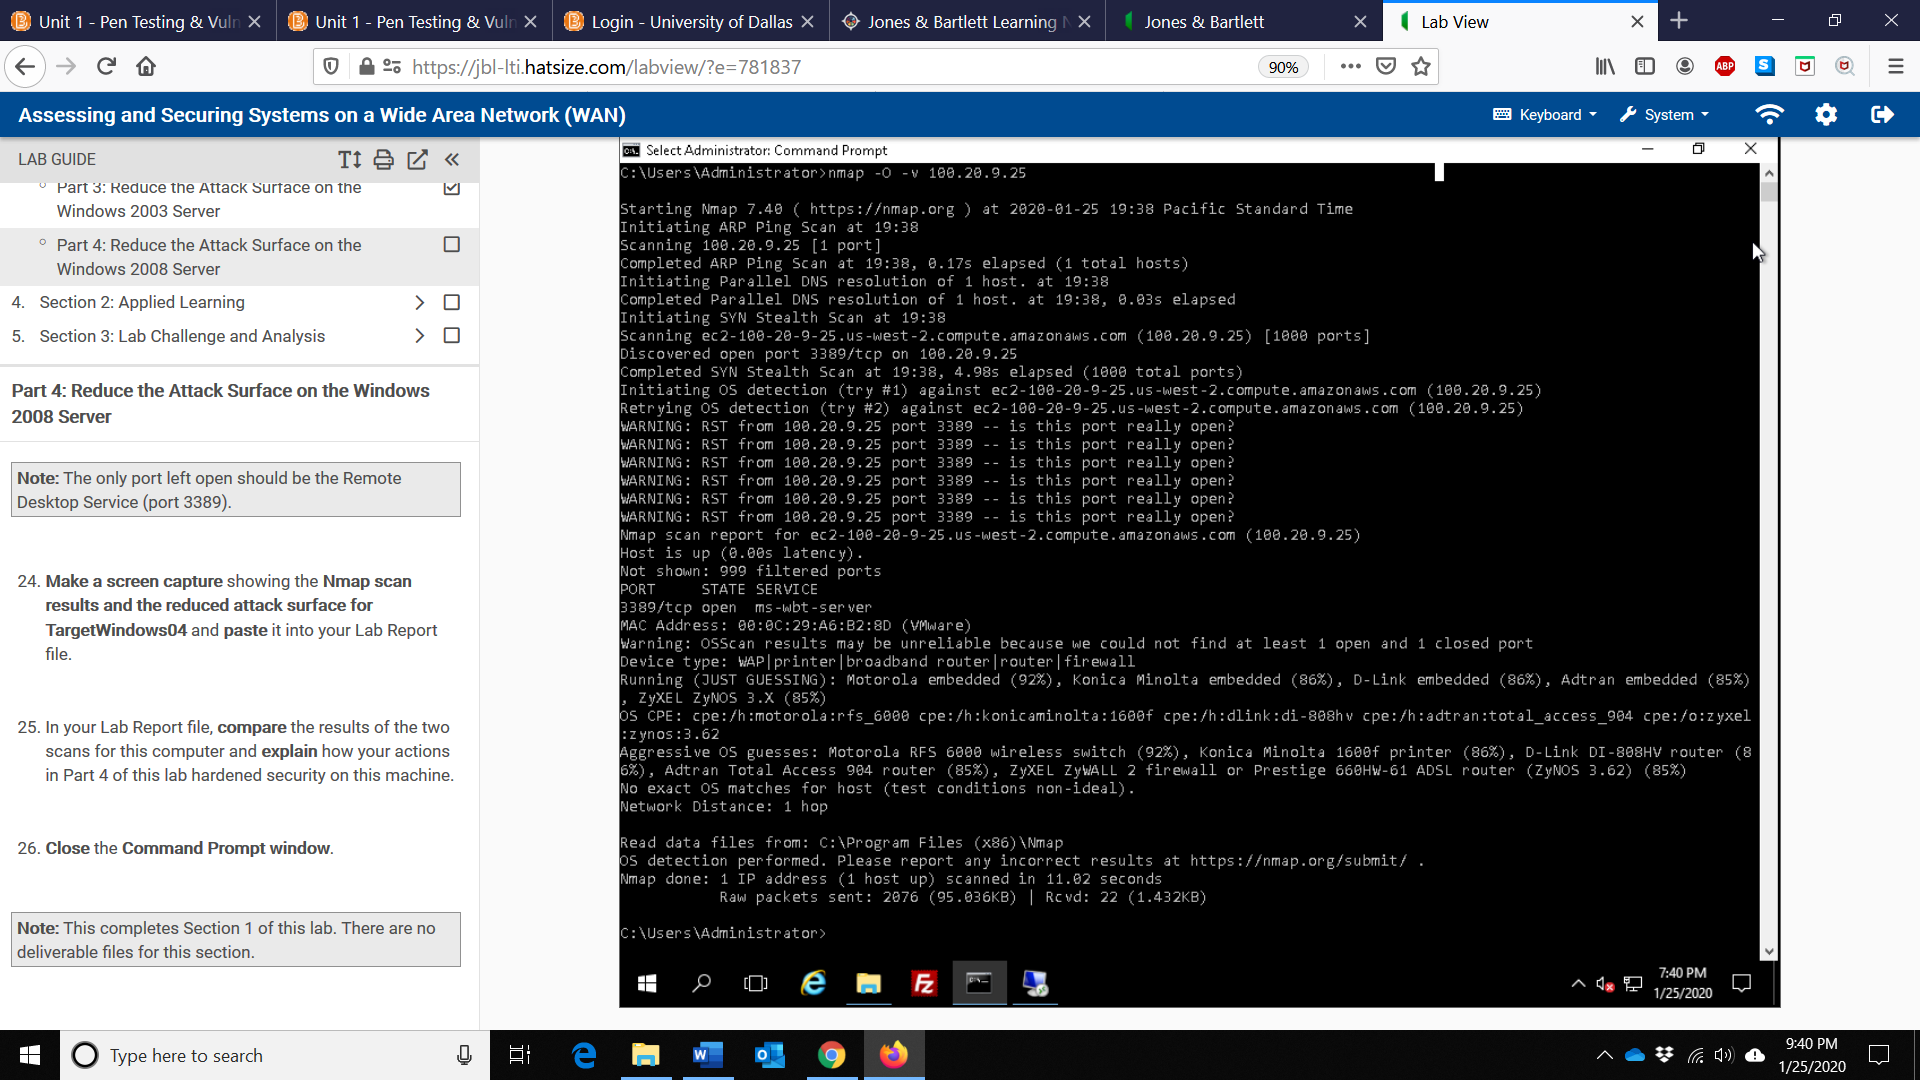 Unit 1 - Pen Testing & Vuln
Unit 1 - Pen Testing & Vuln
Login - University of Dallas
Jones & Bartlett Learning N
Jones & Bartlett
Lab View
https://jbl-lti.hatsize.com/labview/?e=781837
90%
ABP
S
Assessing and Securing Systems on a Wide Area Network (WAN)
Keyboard
System
LAB GUIDE
Part 3: Reduce the Attack Surface on the
Windows 2003 Server
Part 4: Reduce the Attack Surface on the
Windows 2008 Server
4. Section 2: Applied Learning
5. Section 3: Lab Challenge and Analysis
Part 4: Reduce the Attack Surface on the Windows
2008 Server
Note: The only port left open should be the Remote
Desktop Service (port 3389).
24. Make a screen capture showing the Nmap scan
results and the reduced attack surface for
TargetWindows04 and paste it into your Lab Report
file.
25. In your Lab Report file, compare the results of the two
scans for this computer and explain how your actions
in Part 4 of this lab hardened security on this machine.
26. Close the Command Prompt window.
Note: This completes Section 1 of this lab. There are no
deliverable files for this section.
Select Administrator: Command Prompt
C:\Users\Administrator>nmap -O -v 100.20.9.25
Starting Nmap 7.40 ( https://nmap.org ) at 2020-01-25 19:38 Pacific Standard Time
Initiating ARP Ping Scan at 19:38
Scanning 100.20.9.25 [1 port]
Completed ARP Ping Scan at 19:38, 0.17s elapsed (1 total hosts)
Initiating Parallel DNS resolution of 1 host. at 19:38
Completed Parallel DNS resolution of 1 host. at 19:38, 0.03s elapsed
Initiating SYN Stealth Scan at 19:38
Scanning ec2-100-20-9-25.us-west-2.compute.amazonaws.com (100.20.9.25) [1000 ports]
Discovered open port 3389/tcp on 100.20.9.25
Completed SYN Stealth Scan at 19:38, 4.98s elapsed (1000 total ports)
Initiating OS detection (try #1) against ec2-100-20-9-25.us-west-2.compute.amazonaws.com (100.20.9.25)
Retrying OS detection (try #2) against ec2-100-20-9-25.us-west-2.compute.amazonaws.com (100.20.9.25)
WARNING: RST from 100.20.9.25 port 3389 -- is this port really open?
WARNING: RST from 100.20.9.25 port 3389 -- is this port really open?
WARNING: RST from 100.20.9.25 port 3389 -- is this port really open?
WARNING: RST from 100.20.9.25 port 3389 -- is this port really open?
WARNING: RST from 100.20.9.25 port 3389 -- is this port really open?
WARNING: RST from 100.20.9.25 port 3389 -- is this port really open?
Nmap scan report for ec2-100-20-9-25.us-west-2.compute.amazonaws.com (100.20.9.25)
Host is up (0.00s latency).
Not shown: 999 filtered ports
PORT     STATE SERVICE
3389/tcp open  ms-wbt-server
MAC Address: 00:0C:29:A6:B2:8D (VMware)
Warning: OSScan results may be unreliable because we could not find at least 1 open and 1 closed port
Device type: WAP|printer|broadband router|router|firewall
Running (JUST GUESSING): Motorola embedded (92%), Konica Minolta embedded (86%), D-Link embedded (86%), Adtran embedded (85%)
, ZyXEL ZyNOS 3.X (85%)
OS CPE: cpe:/h:motorola:rfs_6000 cpe:/h:konicaminolta:1600f cpe:/h:dlink:di-808hv cpe:/h:adtran:total_access_904 cpe:/o:zyxel
:zynos:3.62
Aggressive OS guesses: Motorola RFS 6000 wireless switch (92%), Konica Minolta 1600f printer (86%), D-Link DI-808HV router (8
6%), Adtran Total Access 904 router (85%), ZyXEL ZyWALL 2 firewall or Prestige 660HW-61 ADSL router (ZyNOS 3.62) (85%)
No exact OS matches for host (test conditions non-ideal).
Network Distance: 1 hop
Read data files from: C:\Program Files (x86)\Nmap
OS detection performed. Please report any incorrect results at https://nmap.org/submit/ .
Nmap done: 1 IP address (1 host up) scanned in 11.02 seconds
Raw packets sent: 2076 (95.036KB) | Rcvd: 22 (1.432KB)
C:\Users\Administrator>
7:40 PM
1/25/2020
Type here to search
9:40 PM
1/25/2020